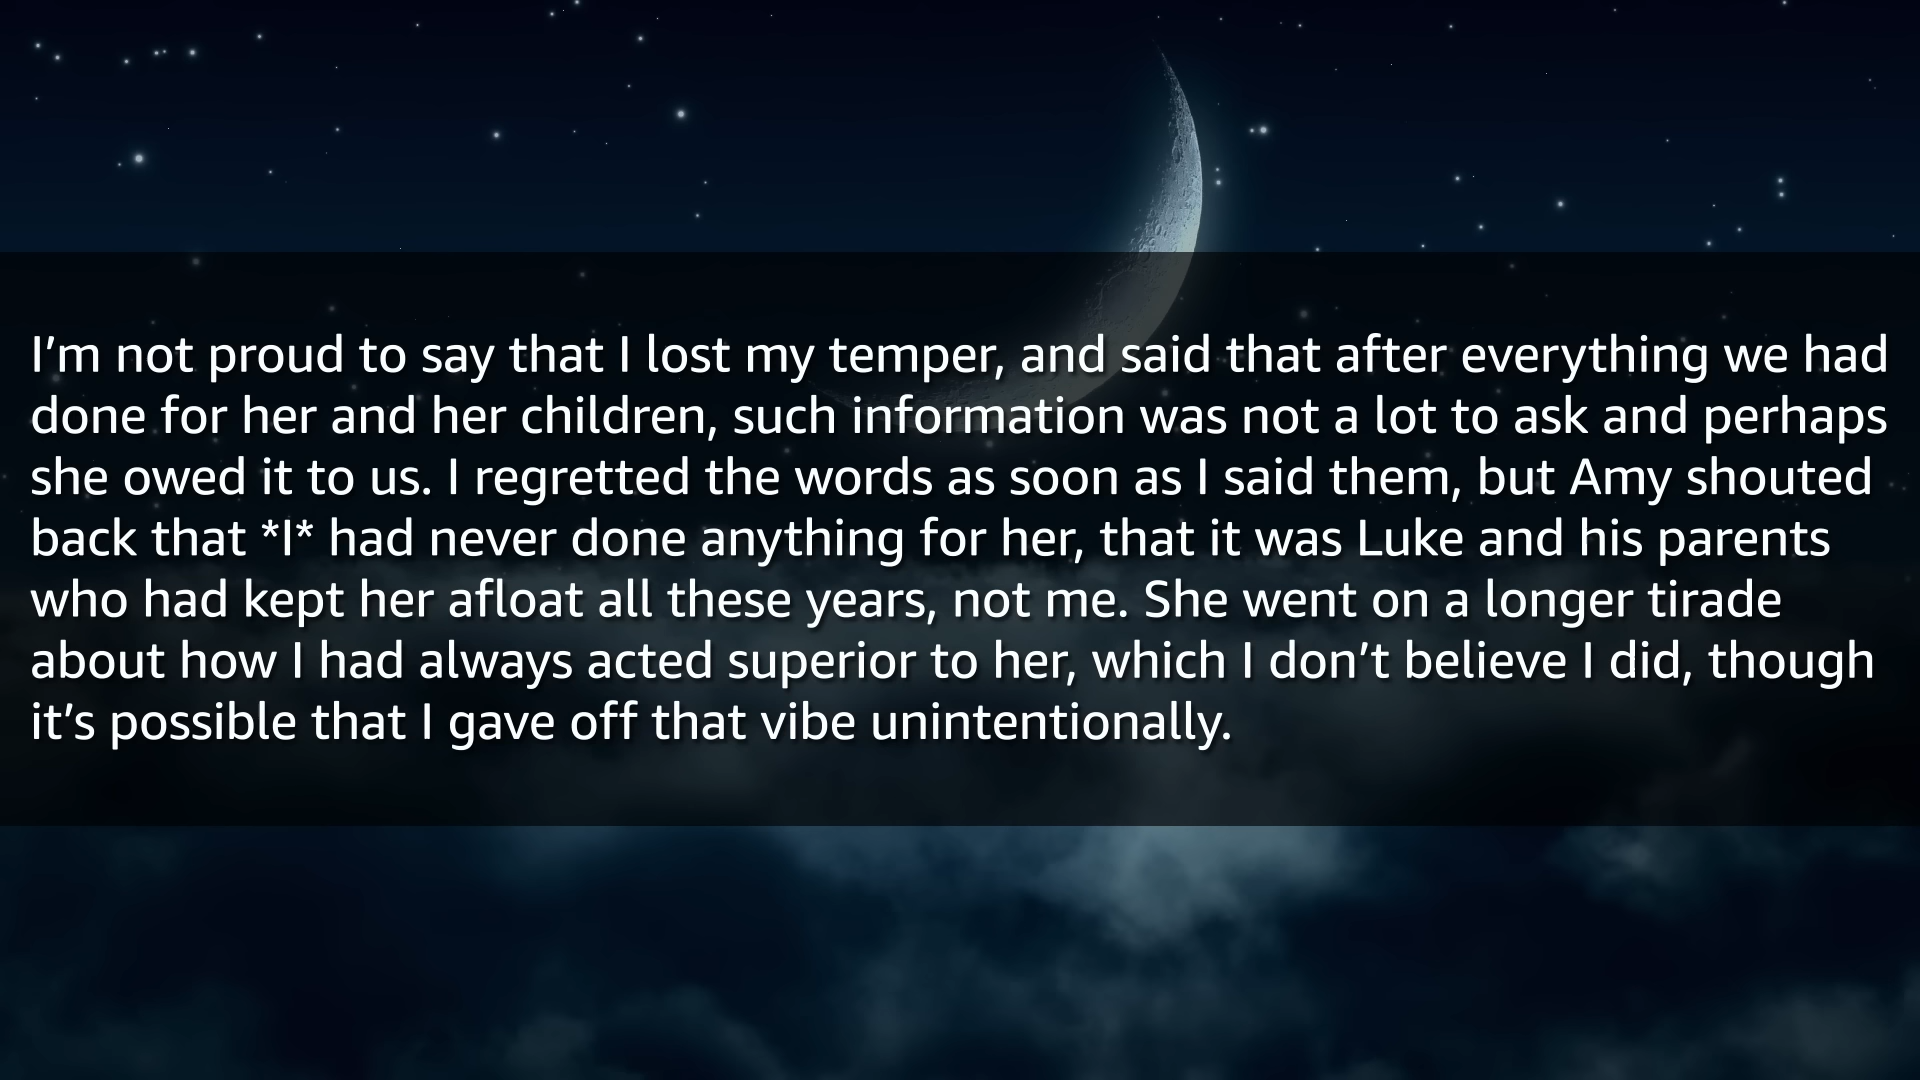 I’m not proud to say that I lost my temper, and said that after everything we had
done for her and her children, such information was not a lot to ask and perhaps
she owed it to us. I regretted the words as soon as I said them, but Amy shouted
back that *I* had never done anything for her, that it was Luke and his parents
who had kept her afloat all these years, not me. She went on a longer tirade
about how I had always acted superior to her, which I don’t believe I did, though
it’s possible that I gave off that vibe unintentionally.